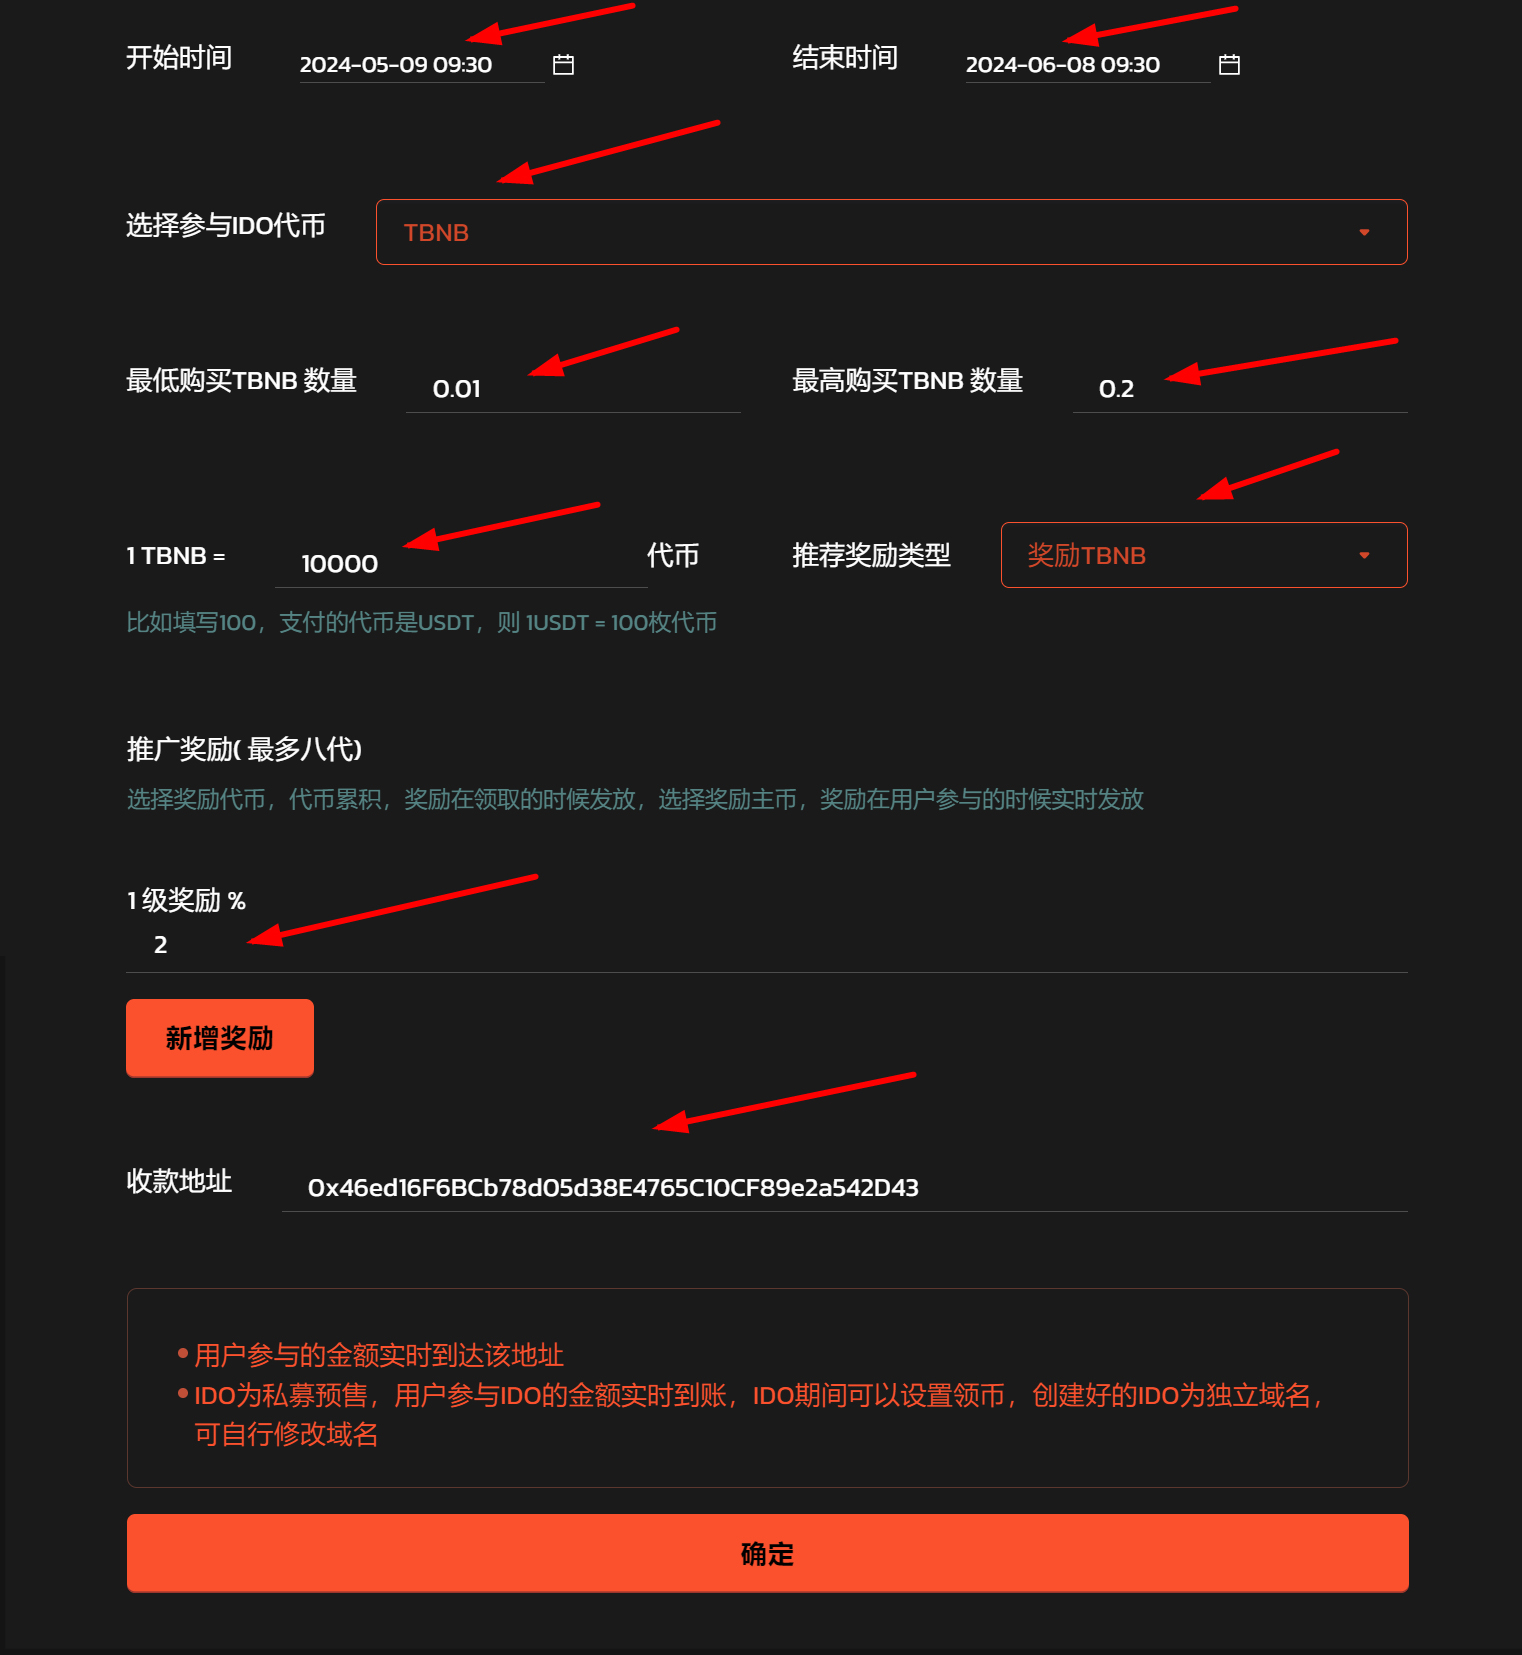 开始时间 2024-05-09 09:30 结束时间 2024-06-08 09:30
选择参与IDO代币 TBNB
最低购买TBNB 数量 0.01 最高购买TBNB 数量 0.2
1 TBNB = 10000 代币 推荐奖励类型 奖励TBNB
比如填写100，支付的代币是USDT，则 1USDT = 100枚代币
推广奖励( 最多八代)
选择奖励代币，代币累积，奖励在领取的时候发放，选择奖励主币，奖励在用户参与的时候实时发放
1 级奖励 %
2
新增奖励
收款地址 0x46ed16F6BCb78d05d38E4765C10CF89e2a542D43
用户参与的金额实时到达该地址
IDO为私募预售，用户参与IDO的金额实时到账，IDO期间可以设置领币，创建好的IDO为独立域名，
可自行修改域名
确定